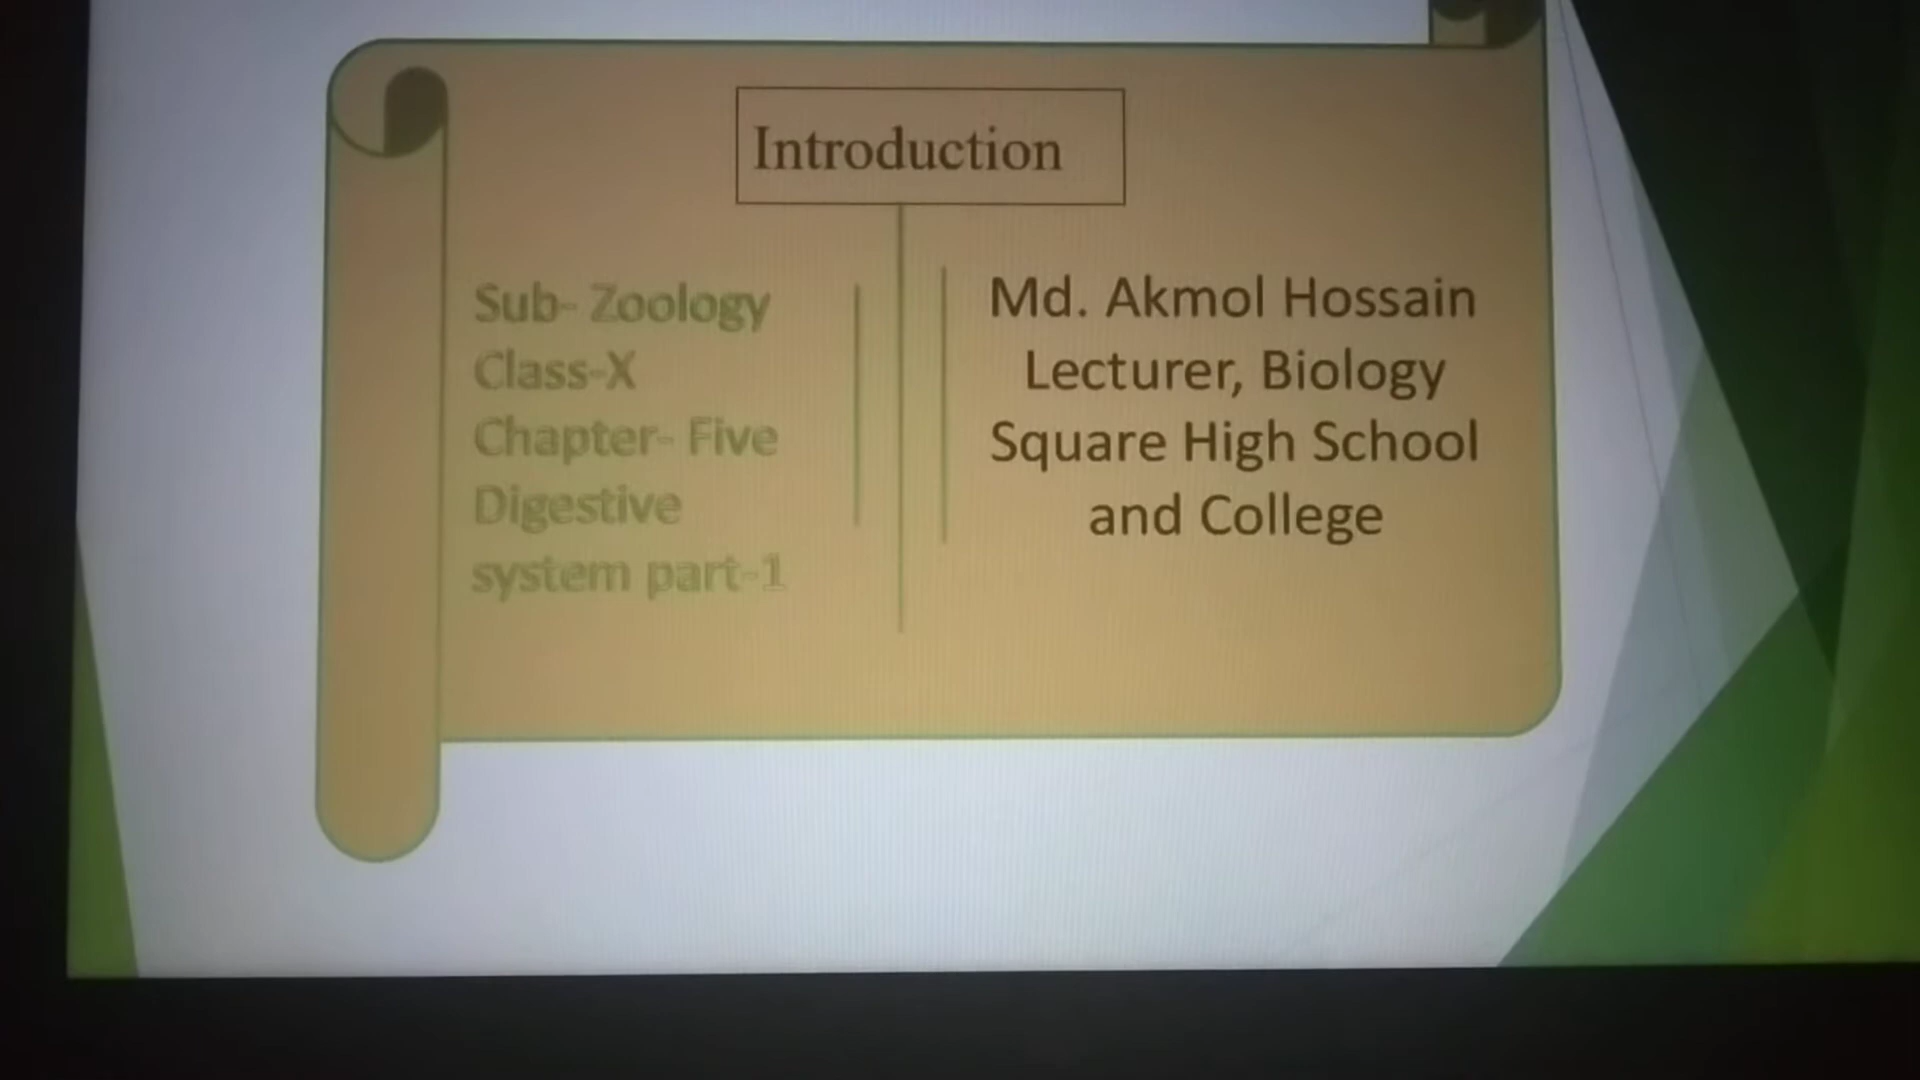 Introduction
Sub- Zoology
Class-X
Chapter- Five
Digestive
system part-1
Md. Akmol Hossain
Lecturer, Biology
Square High School
and College